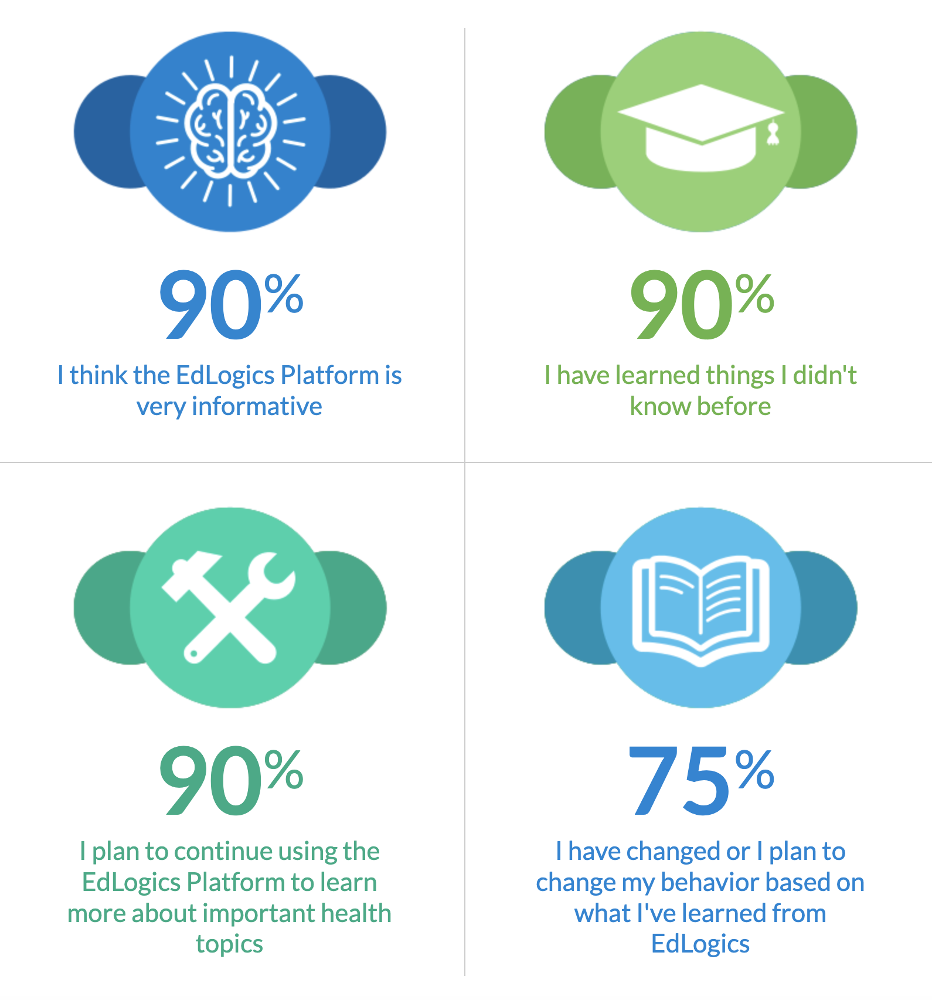 90%
I think the EdLogics Platform is
very informative
90%
I have learned things I didn't
know before
90%
I plan to continue using the
EdLogics Platform to learn
more about important health
topics
75%
I have changed or I plan to
change my behavior based on
what I've learned from
EdLogics